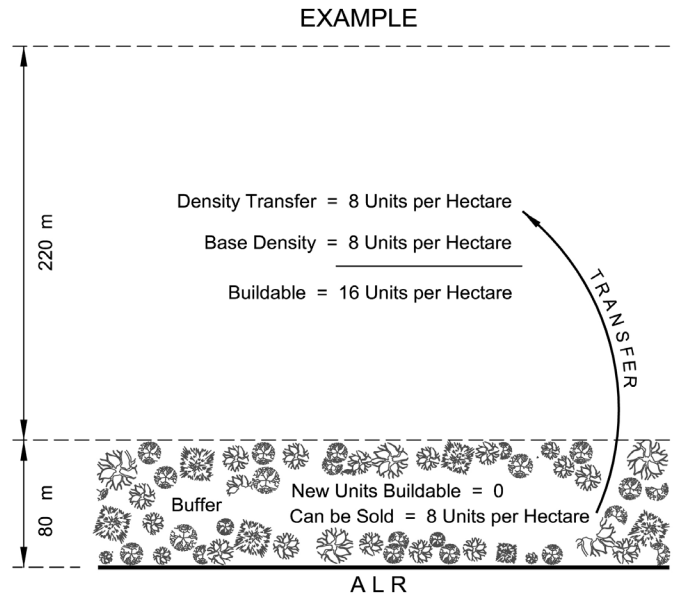 EXAMPLE
220 m
Density Transfer = 8 Units per Hectare
Base Density = 8 Units per Hectare
Buildable = 16 Units per Hectare
TRANSFER
80 m
Buffer
New Units Buildable = 0
Can be Sold = 8 Units per Hectare
ALR